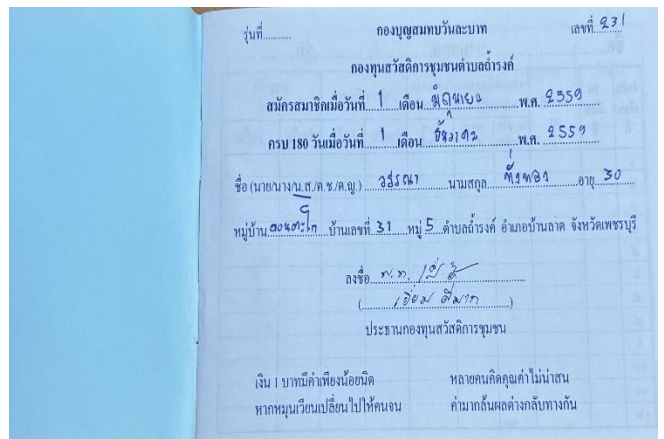 รุ่นที่.......... กองบุญสมทบวันละบาท เลขที่ 231
กองทุนสวัสดิการชุมชนตำบลถ้ำรงค์
สมัครสมาชิกเมื่อวันที่ 1 เดือน มิถุนายน พ.ศ. 2559
ครบ 180 วันเมื่อวันที่ 1 เดือน ธันวาคม พ.ศ. 2559
ชื่อ (นาย/นาง/น.ส./ด.ช./ด.ญ.) วรรณา นามสกุล ทั่งทอง อายุ 30
หมู่บ้าน ดอนตะโก บ้านเลขที่ 31 หมู่ 5 ตำบลถ้ำรงค์ อำเภอบ้านลาด จังหวัดเพชรบุรี
ลงชื่อ พ.ท.
( )
ประธานกองทุนสวัสดิการชุมชน
เงิน 1 บาทมีค่าเพียงน้อยนิด หลายคนคิดคุณค่าไม่น่าสน
หากหมุนเวียนเปลี่ยนไปให้คนจน ค่ามากล้นผลต่างกลับทางกัน